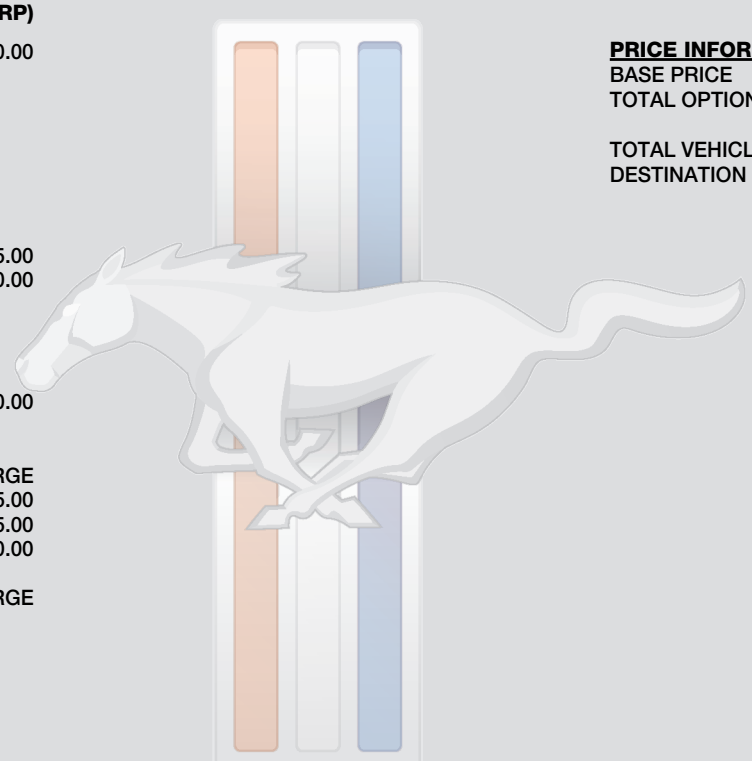 RP)
0.00
5.00
0.00
0.00
RGE
5.00
5.00
0.00
RGE
PRICE INFOR
BASE PRICE
TOTAL OPTION
TOTAL VEHICL
DESTINATION